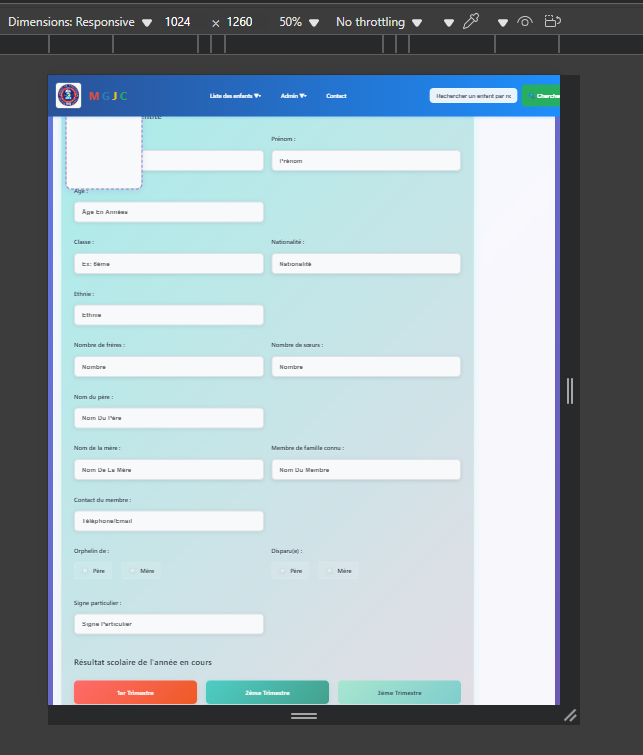 Dimensions: Responsive 1024 × 1260 50% No throttling
MGJC Liste des enfants Admin Contact Rechercher un enfant par no Cherche
Prénom :
Prénom
Age :
Âge En Années
Classe : Nationalité :
Ex: 6ème Nationalité
Ethnie :
Ethnie
Nombre de frères : Nombre de sœurs :
Nombre Nombre
Nom du père :
Nom Du Père
Nom de la mère : Membre de famille connu :
Nom De La Mère Nom Du Membre
Contact du membre :
Téléphone/Email
Orphelin de : Disparu(e) :
Père Mère Père Mère
Signe particulier :
Signe Particulier
Résultat scolaire de l'année en cours
1er Trimestre 2ème Trimestre 3ème Trimestre